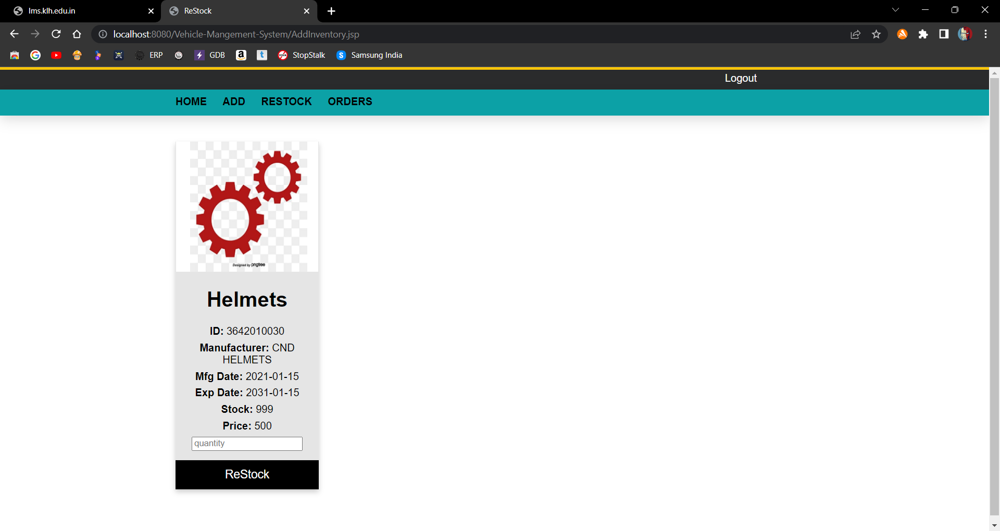 lms.klh.edu.in
ReStock
localhost:8080/Vehicle-Mangement-System/AddInventory.jsp
ERP GDB a t StopStalk S Samsung India
Logout
HOME ADD RESTOCK ORDERS
Designed by pngtree
Helmets
ID: 3642010030
Manufacturer: CND
HELMETS
Mfg Date: 2021-01-15
Exp Date: 2031-01-15
Stock: 999
Price: 500
quantity
ReStock